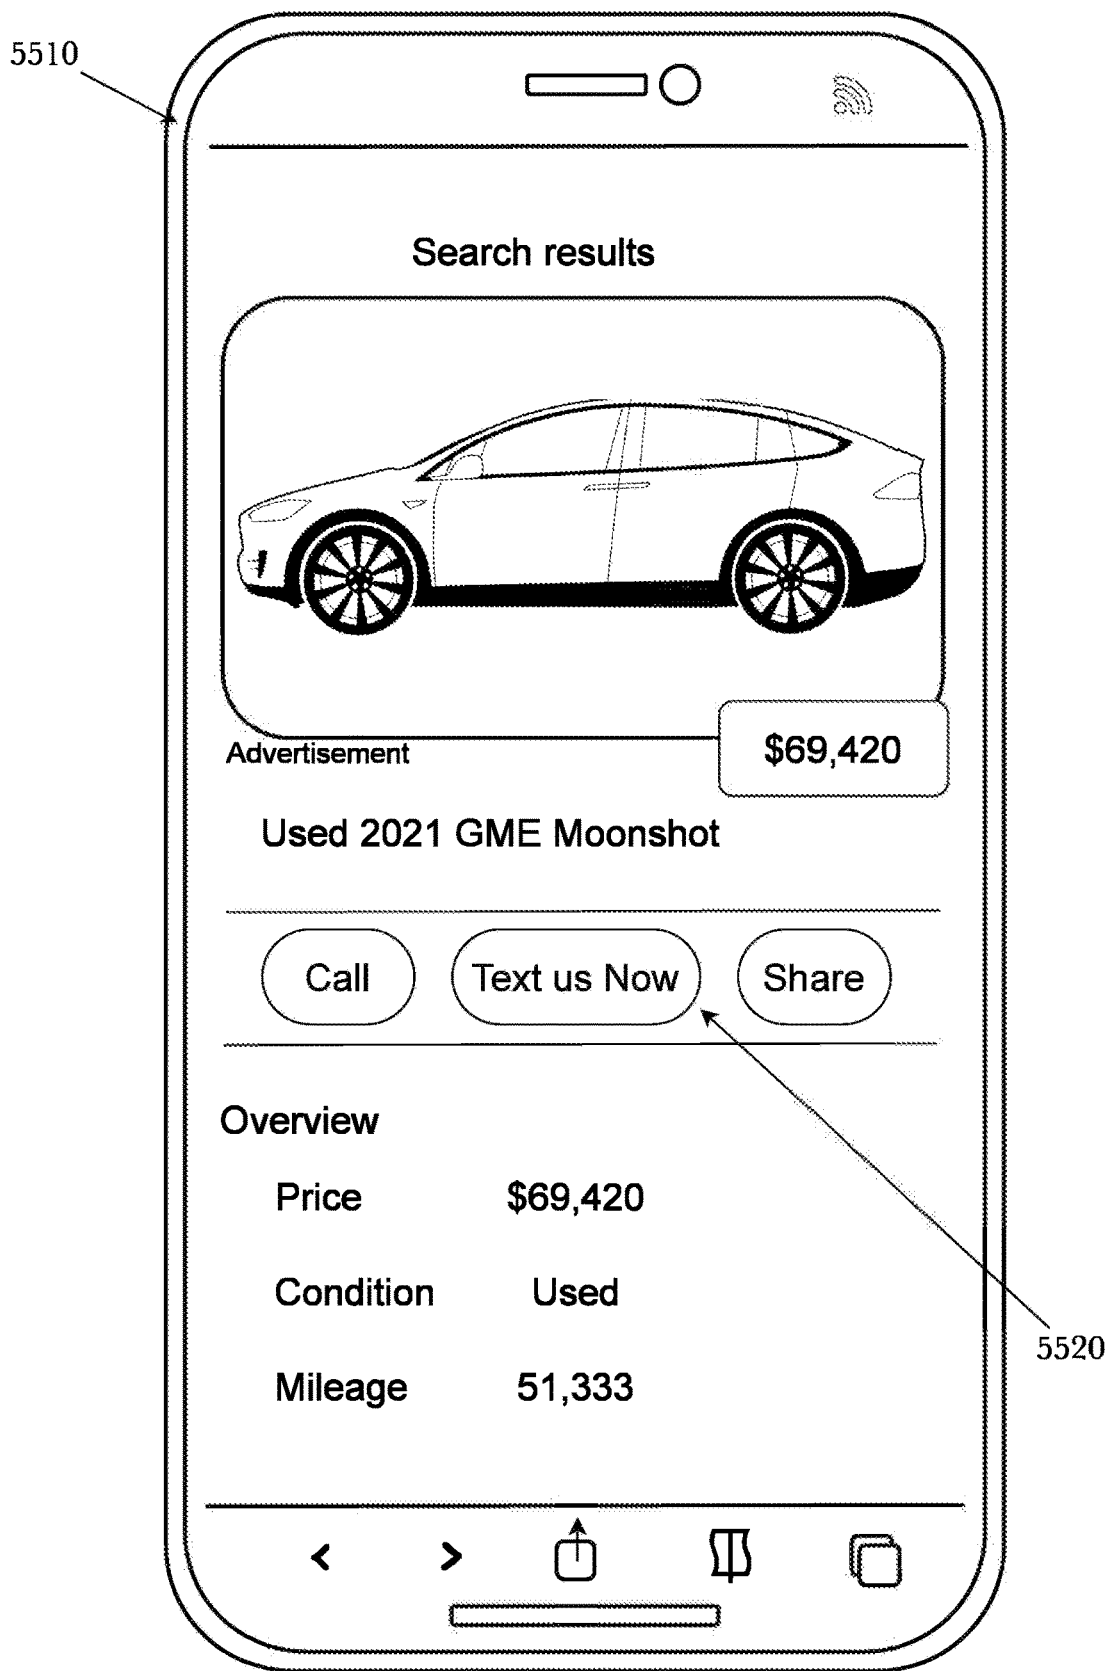 5510
Search results
Advertisement
$69,420
Used 2021 GME Moonshot
Call Text us Now Share
Overview
Price $69,420
Condition Used
5520
Mileage 51,333